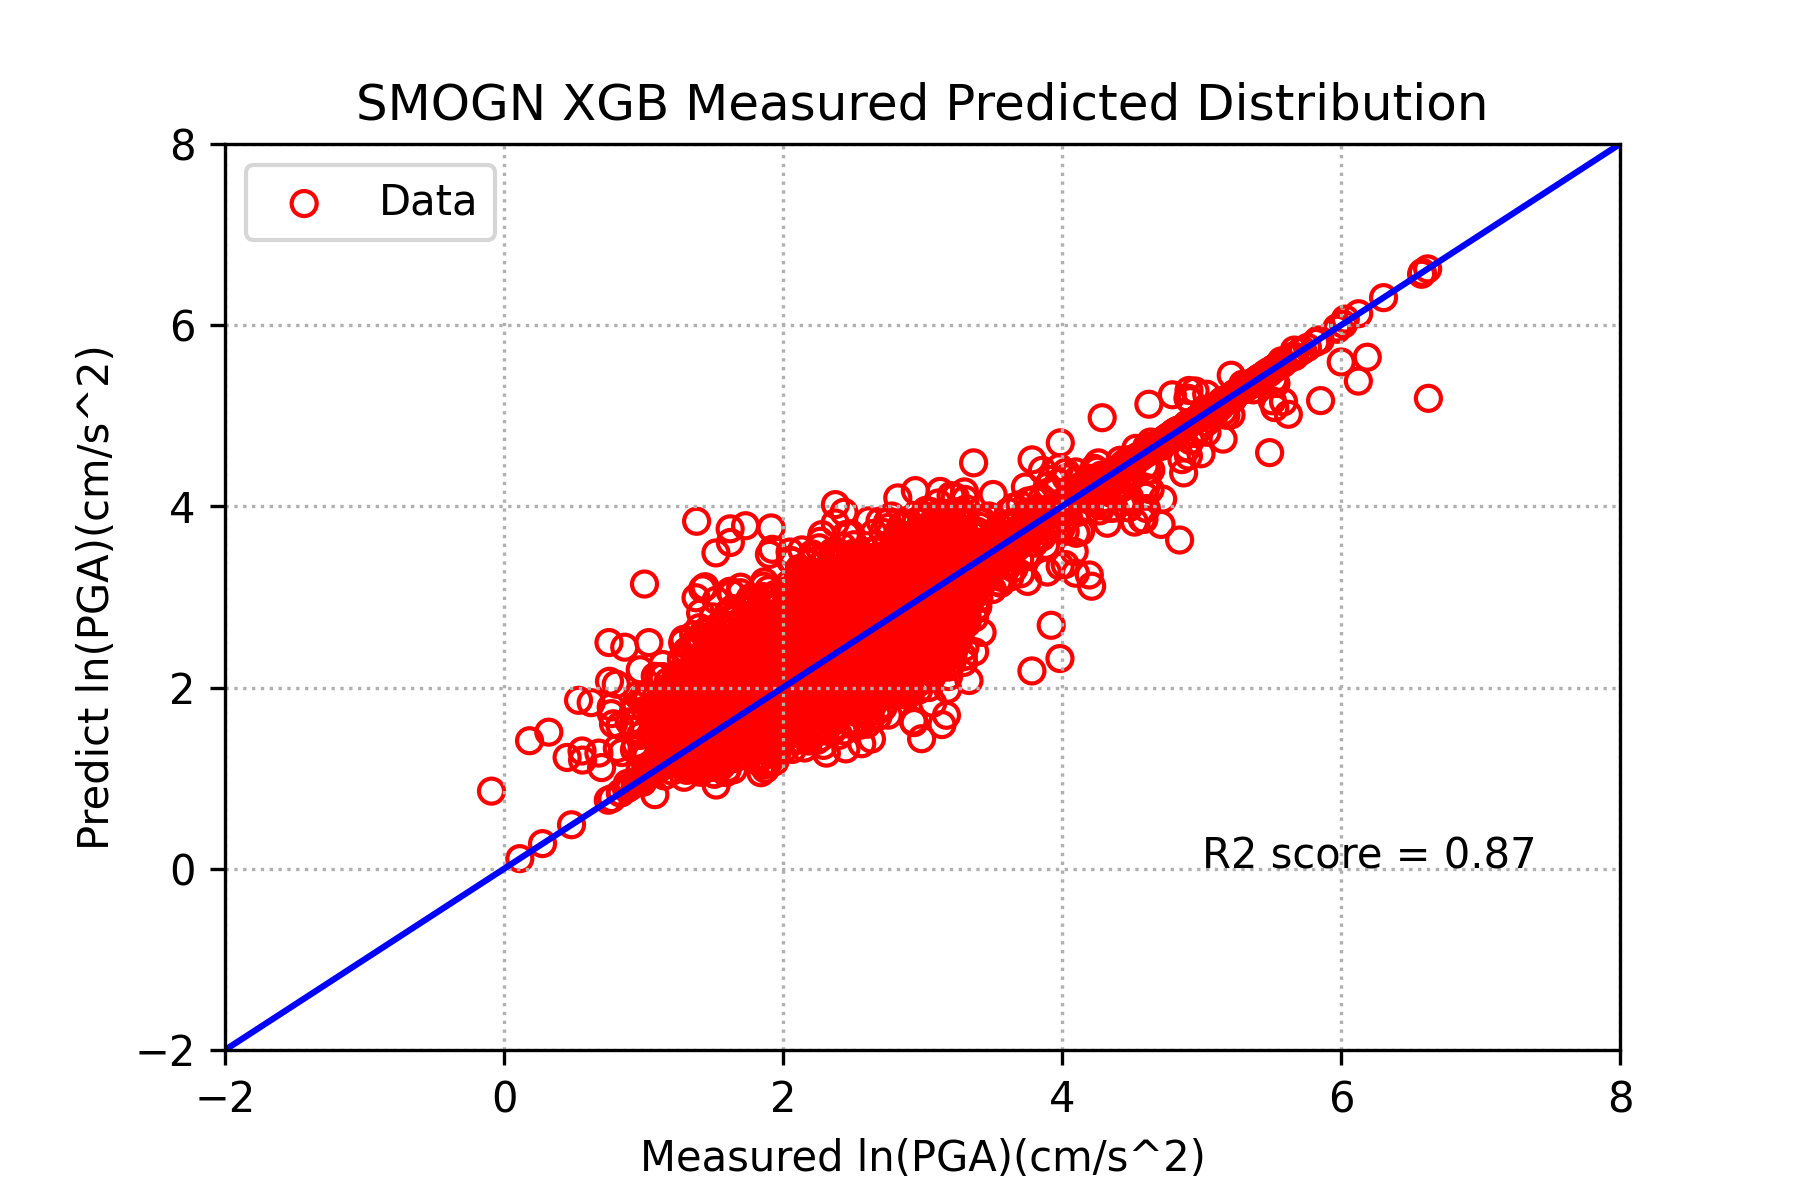 SMOGN XGB Measured Predicted Distribution
8
Data
6
4
2
0
−2
Predict ln(PGA)(cm/s^2)
R2 score = 0.87
−2 0 2 4 6 8
Measured ln(PGA)(cm/s^2)